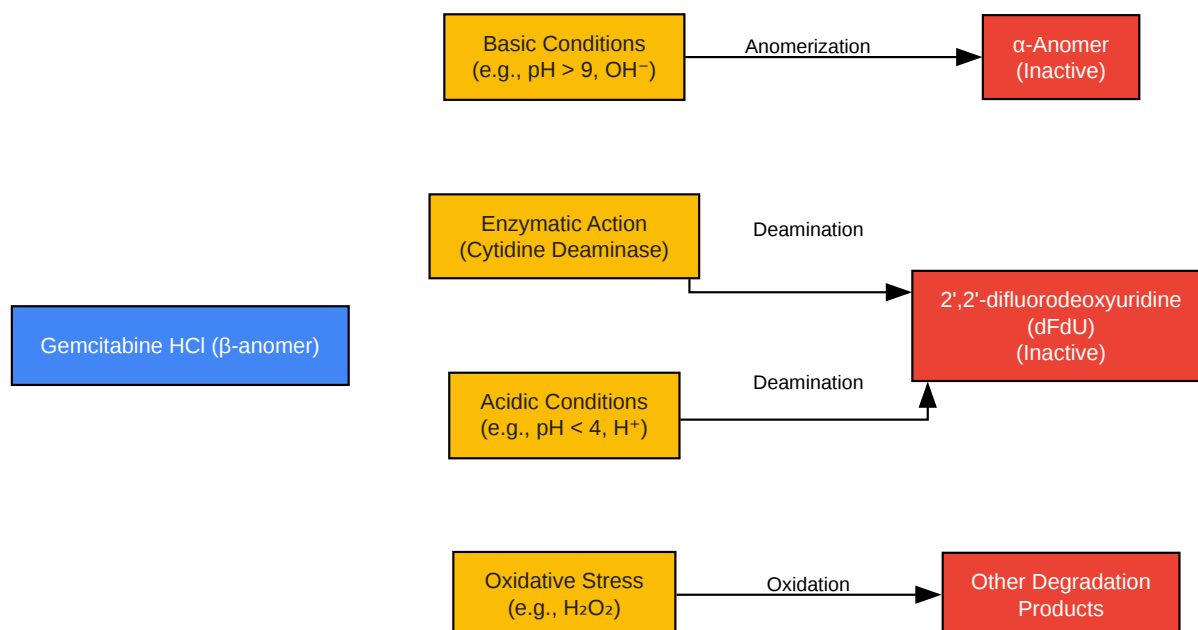 Basic Conditions
(e.g., pH > 9, OH⁻)
Anomerization
α-Anomer
(Inactive)
Enzymatic Action
(Cytidine Deaminase)
Deamination
2',2'-difluorodeoxyuridine
(dFdU)
(Inactive)
Gemcitabine HCl (β-anomer)
Acidic Conditions
(e.g., pH < 4, H⁺)
Deamination
Oxidative Stress
(e.g., H₂O₂)
Oxidation
Other Degradation
Products